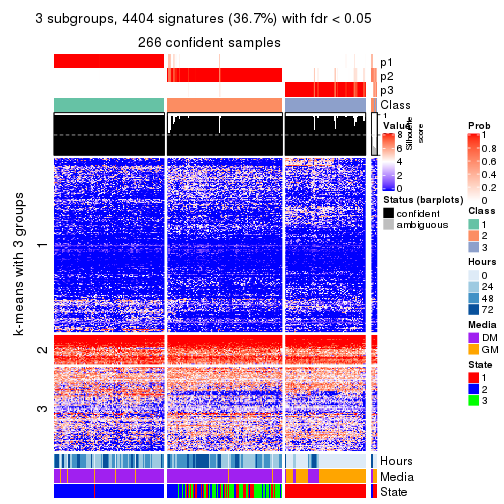 3 subgroups, 4404 signatures (36.7%) with fdr < 0.05
266 confident samples
p1
p2
p3
Class
1
Silhouette
score
k-means with 3 groups
1
2
3
Hours
Media
State
Value
8
6
4
2
0
Status (barplots)
confident
ambiguous
Prob
1
0.8
0.6
0.4
0.2
0
Class
1
2
3
Hours
0
24
48
72
Media
DM
GM
State
1
2
3